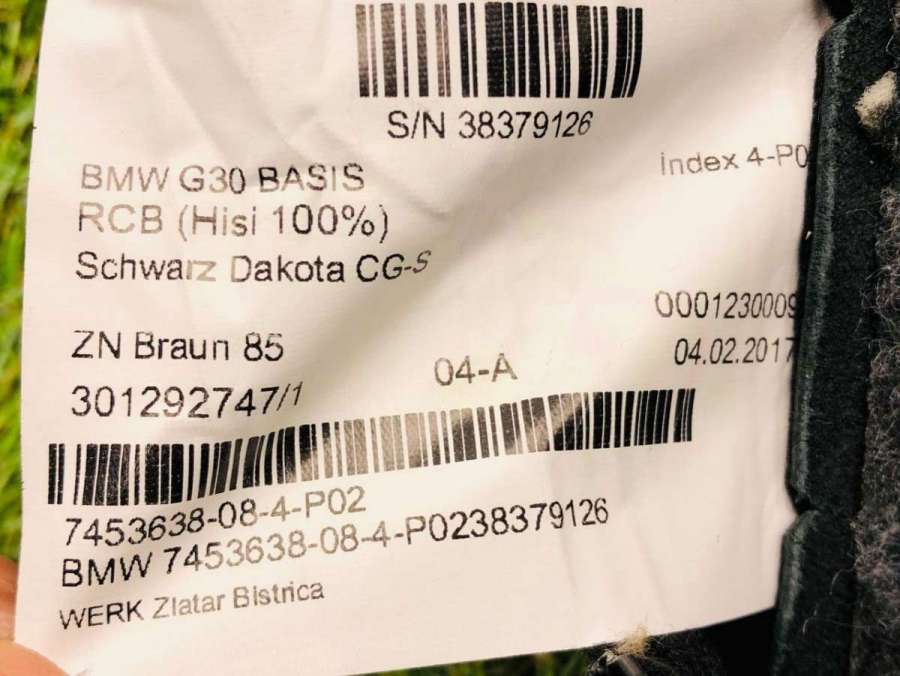 S/N 38379126
BMW G30 BASIS
Index 4-P0
RCB (Hisi 100%)
Schwarz Dakota CG-S
0001230009
ZN Braun 85
04.02.2017
04-A
301292747/1
7453638-08-4-P02
BMW 7453638-08-4-P0238379126
WERK Zlatar Bistrica